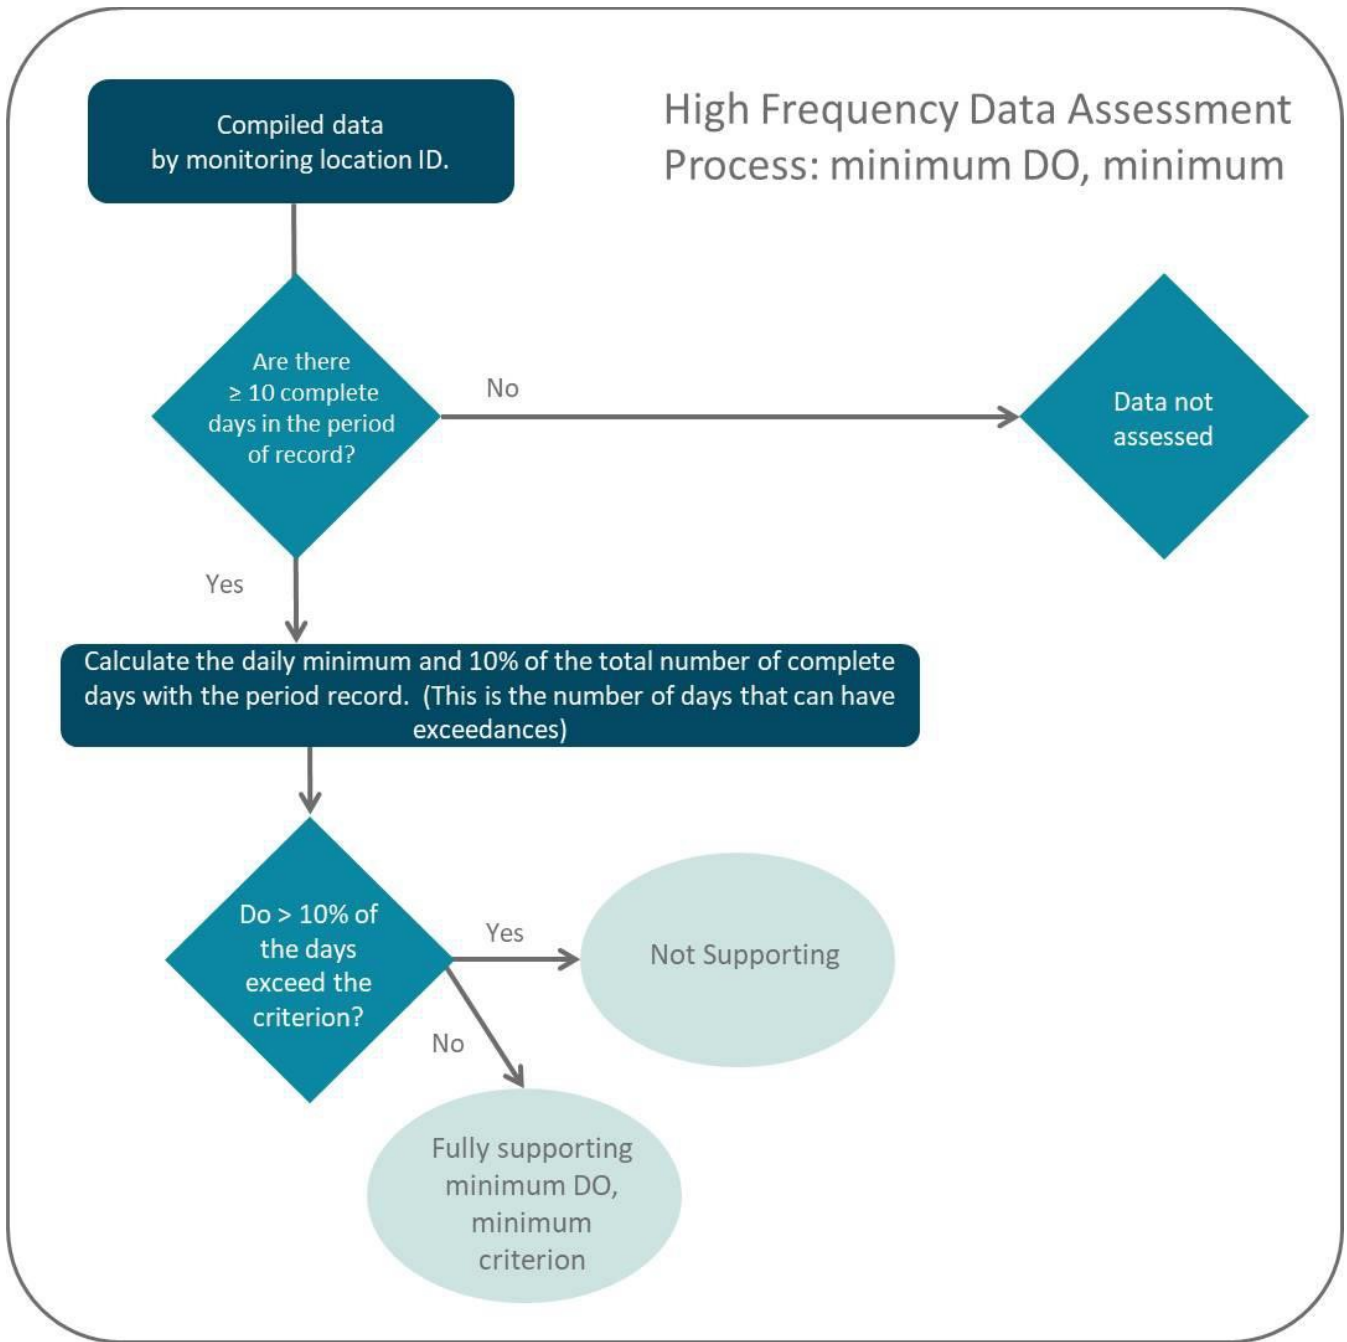 High Frequency Data Assessment
Process: minimum DO, minimum
Compiled data
by monitoring location ID.
Are there
≥ 10 complete
days in the period
of record?
No
Data not
assessed
Yes
Calculate the daily minimum and 10% of the total number of complete
days with the period record.  (This is the number of days that can have
exceedances)
Do > 10% of
the days
exceed the
criterion?
Yes
Not Supporting
No
Fully supporting
minimum DO,
minimum
criterion